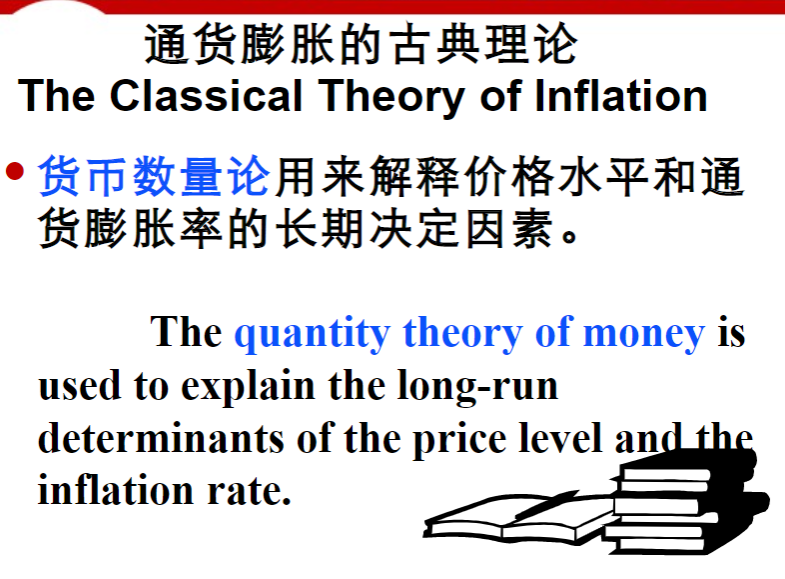 通货膨胀的古典理论
The Classical Theory of Inflation
货币数量论用来解释价格水平和通
货膨胀率的长期决定因素。
The quantity theory of money is
used to explain the long-run
determinants of the price level and the
inflation rate.